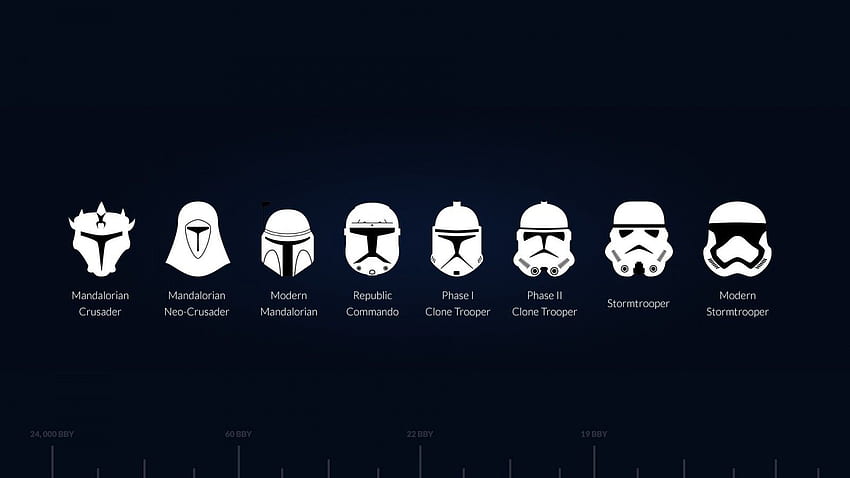 Mandalorian
Crusader
Mandalorian
Neo-Crusader
Modern
Mandalorian
Republic
Commando
Phase I
Clone Trooper
Phase II
Clone Trooper
Stormtrooper
Modern
Stormtrooper
24,000 BBY
60 BBY
22 BBY
19 BBY